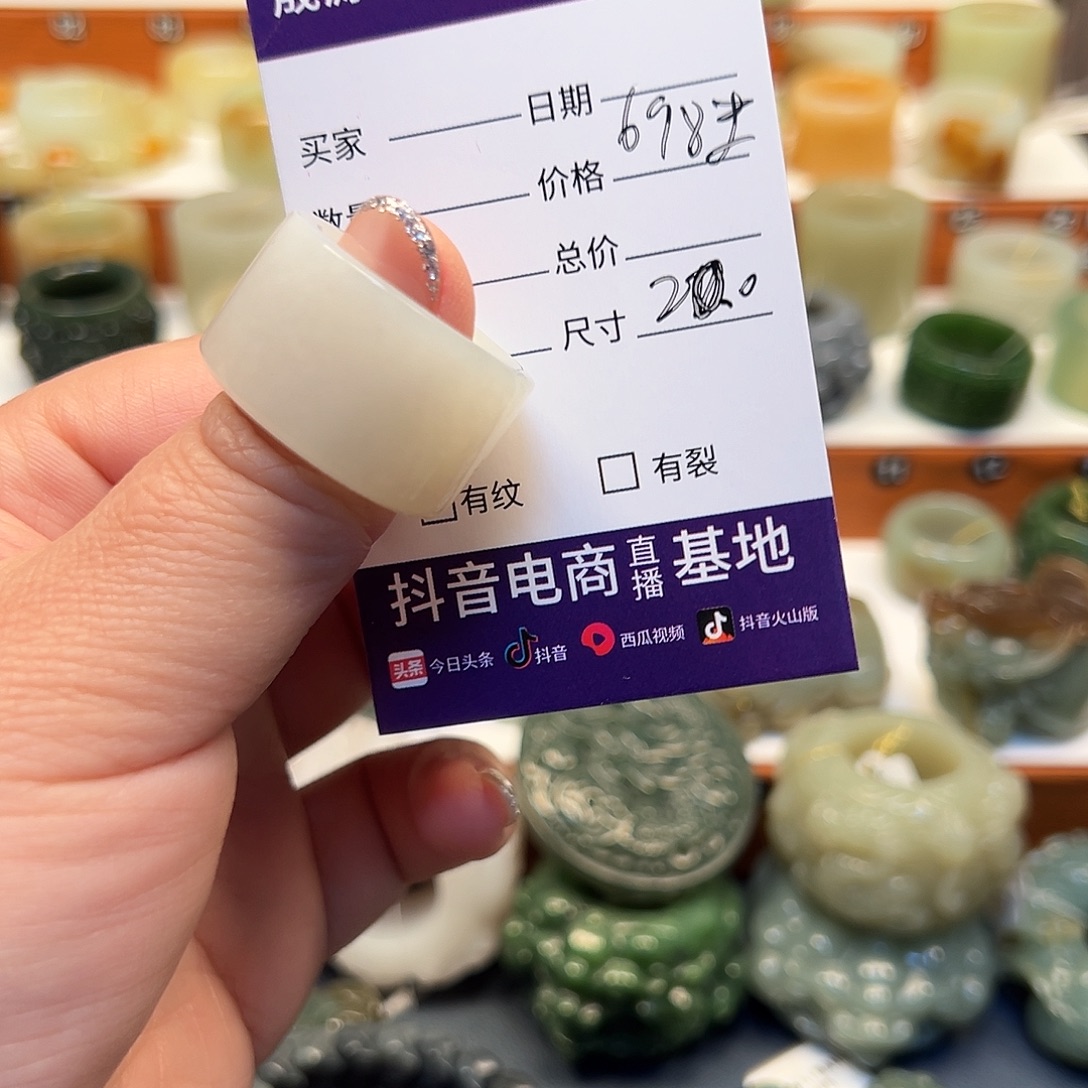 买家 日期
698
价格
总价
尺寸
有纹 有裂
抖音电商直播基地
头条 今日头条 抖音 西瓜视频 抖音火山版